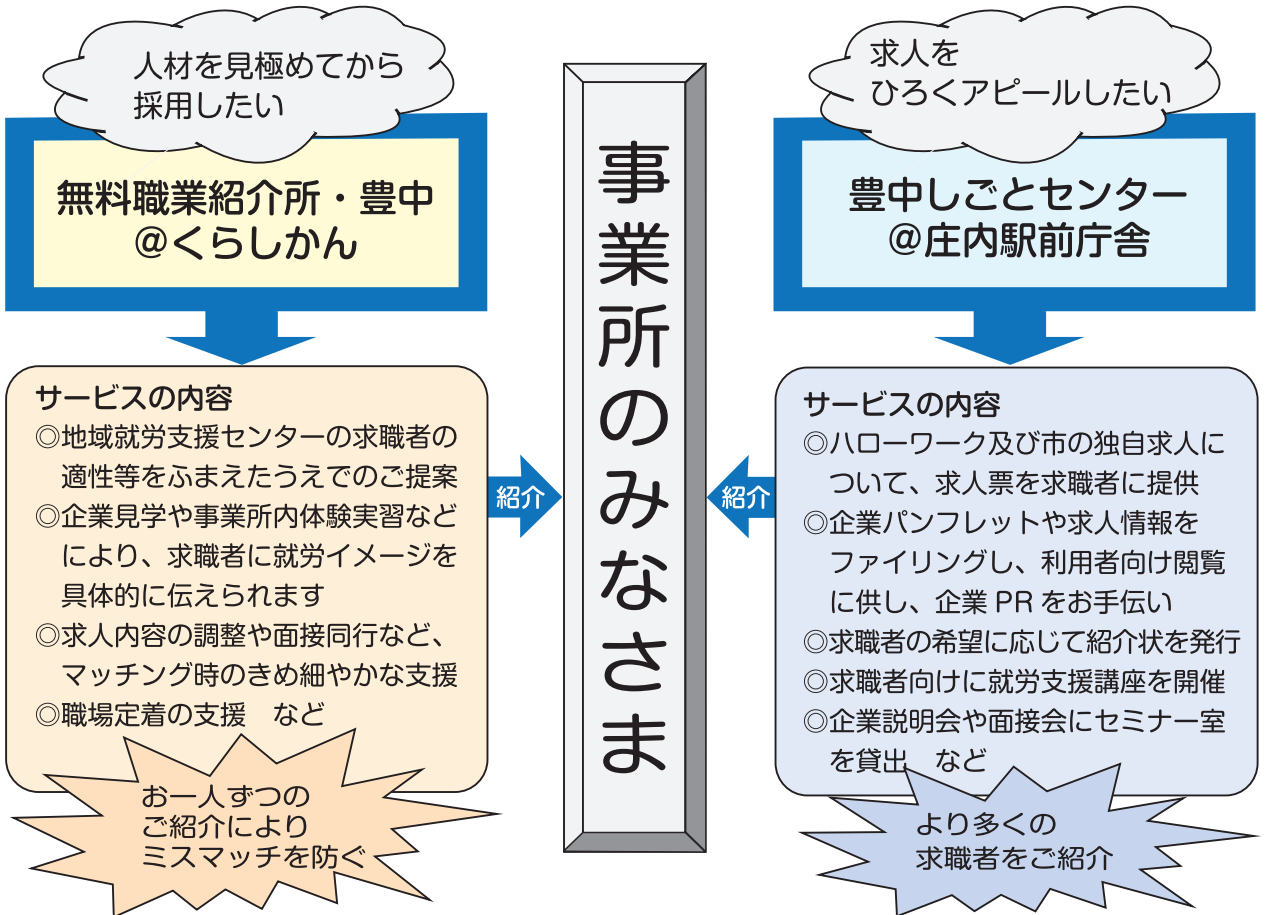 人材を見極めてから
採用したい
無料職業紹介所・豊中
@くらしかん
サービスの内容
◎地域就労支援センターの求職者の
適性等をふまえたうえでのご提案
◎企業見学や事業所内体験実習など
により、求職者に就労イメージを
具体的に伝えられます
◎求人内容の調整や面接同行など、
マッチング時のきめ細やかな支援
◎職場定着の支援　など
お一人ずつの
ご紹介により
ミスマッチを防ぐ
紹介
事業所のみなさま
紹介
求人を
ひろくアピールしたい
豊中しごとセンター
@庄内駅前庁舎
サービスの内容
◎ハローワーク及び市の独自求人に
ついて、求人票を求職者に提供
◎企業パンフレットや求人情報を
ファイリングし、利用者向け閲覧
に供し、企業 PR をお手伝い
◎求職者の希望に応じて紹介状を発行
◎求職者向けに就労支援講座を開催
◎企業説明会や面接会にセミナー室
を貸出　など
より多くの
求職者をご紹介